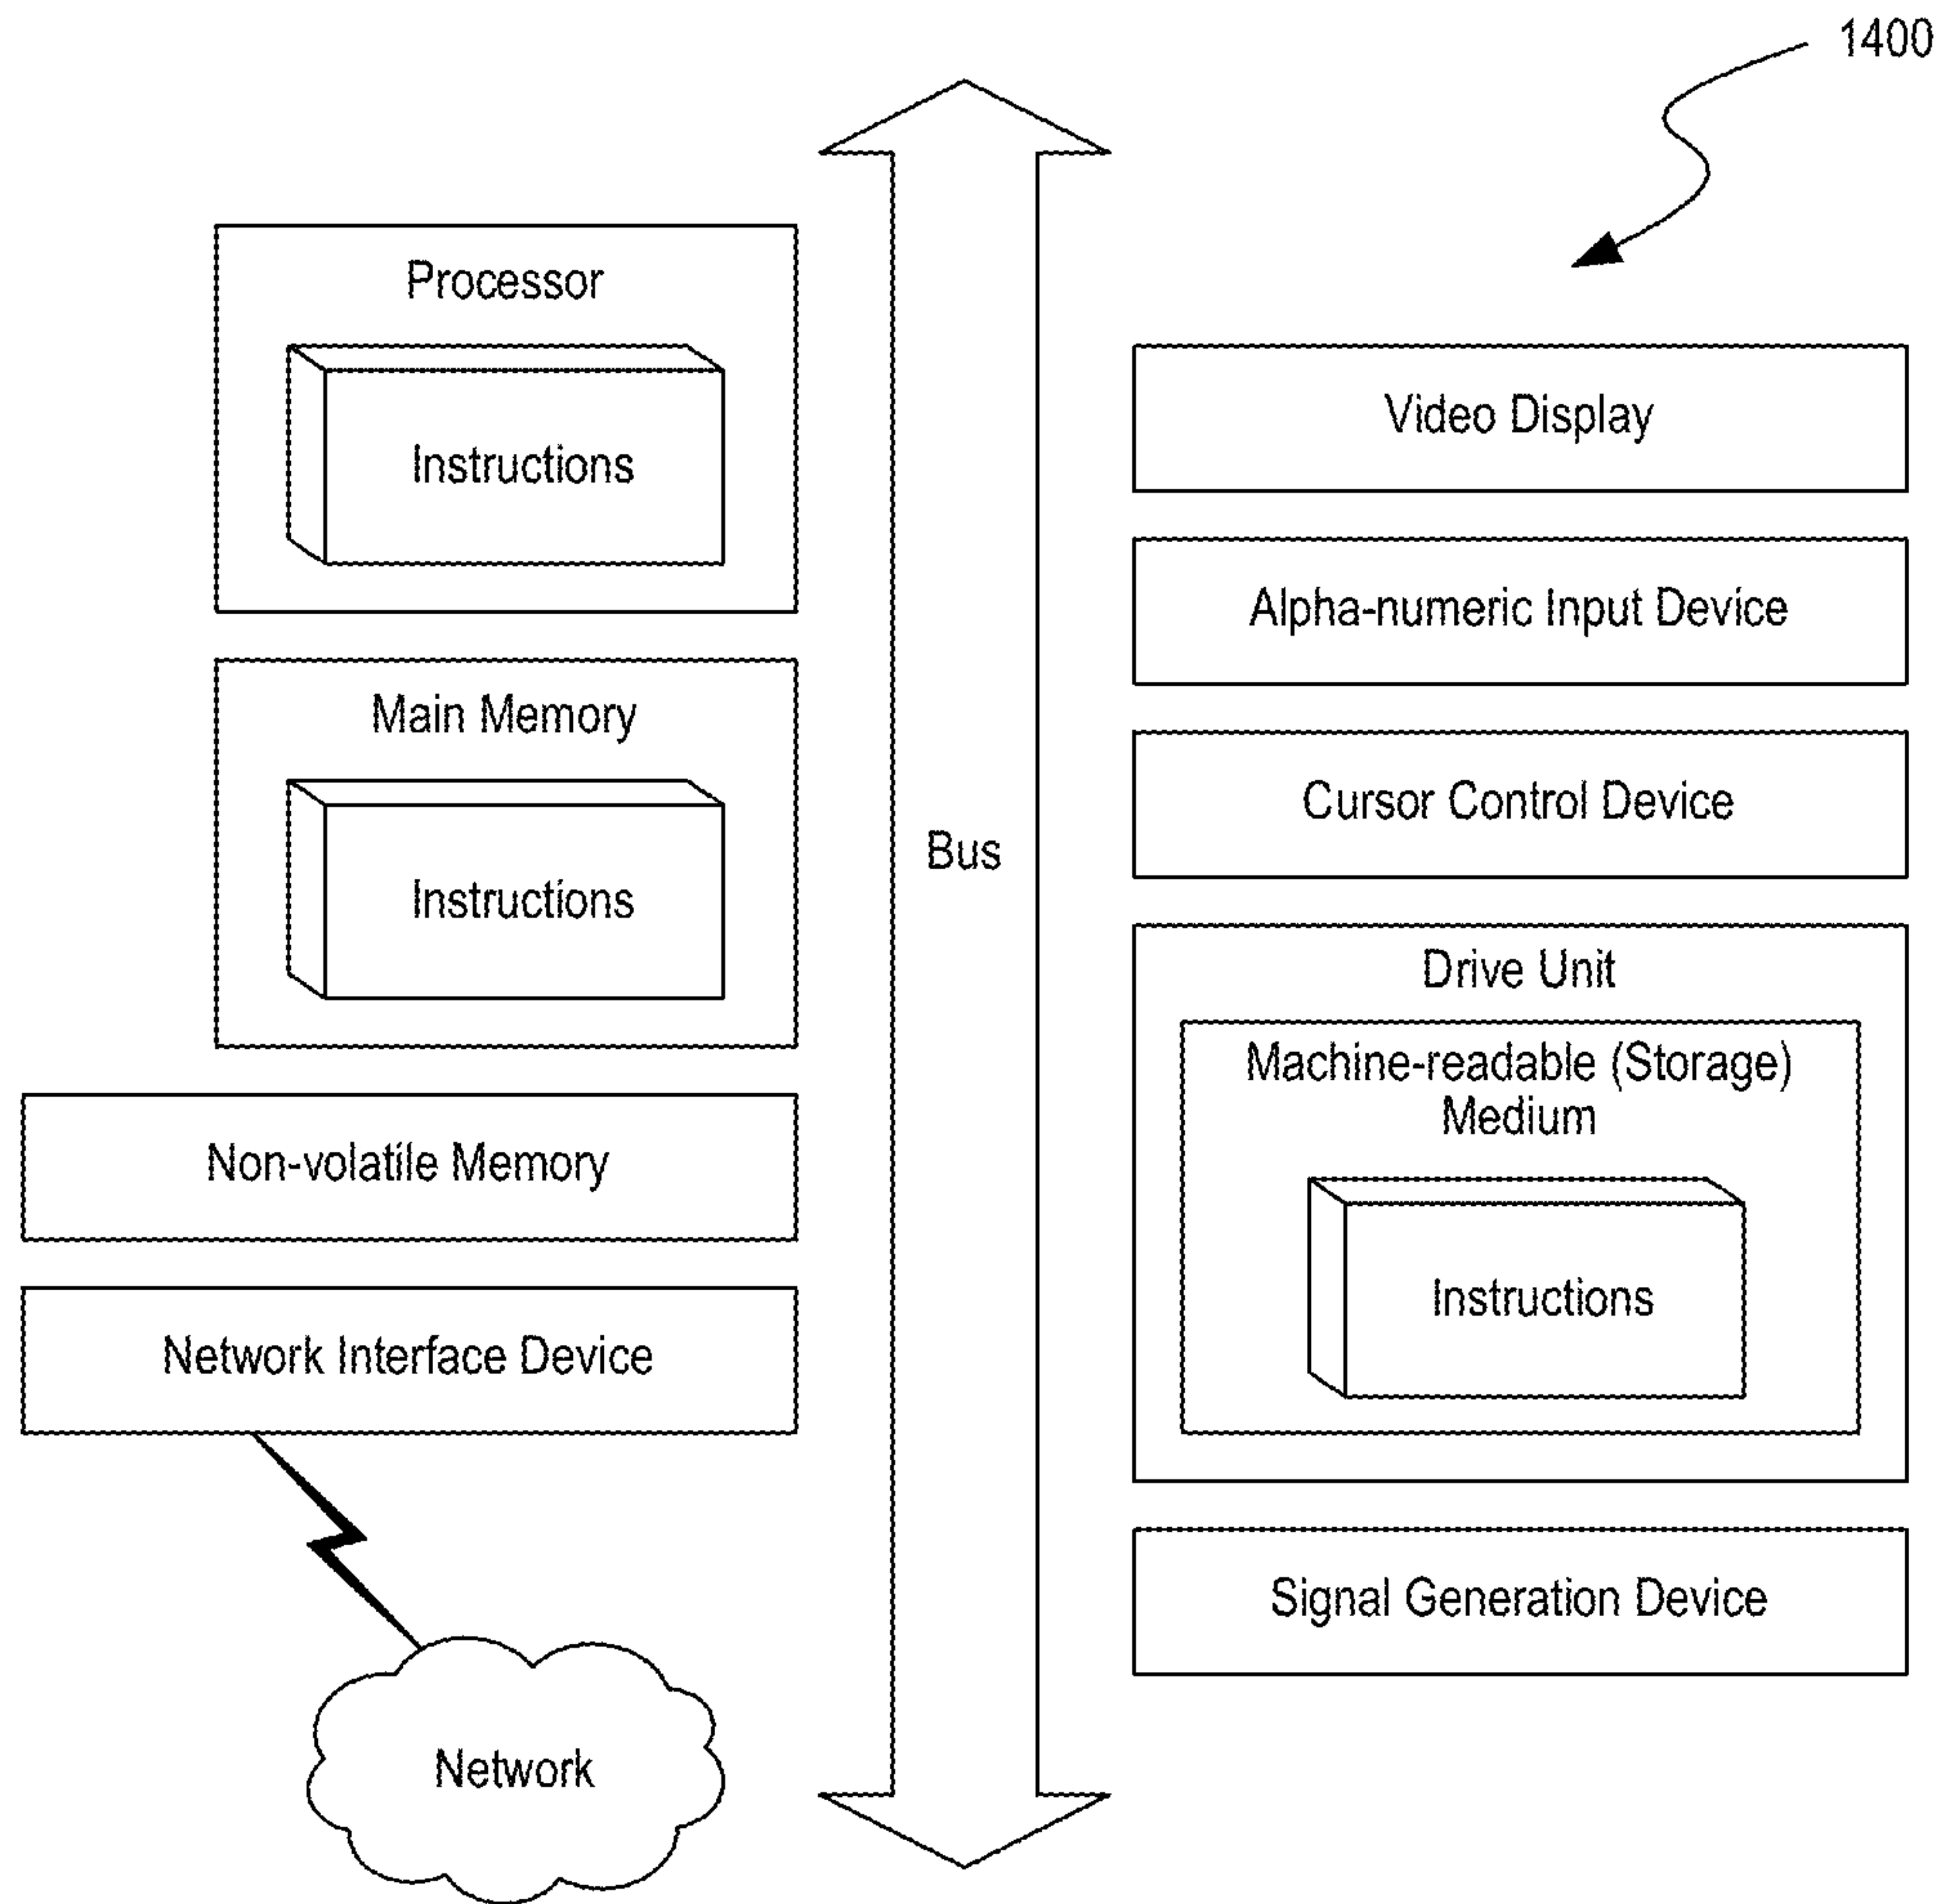 1400
Processor
Instructions
Main Memory
Instructions
Non-volatile Memory
Network Interface Device
Network
Bus
Video Display
Alpha-numeric Input Device
Cursor Control Device
Drive Unit
Machine-readable (Storage)
Medium
Instructions
Signal Generation Device